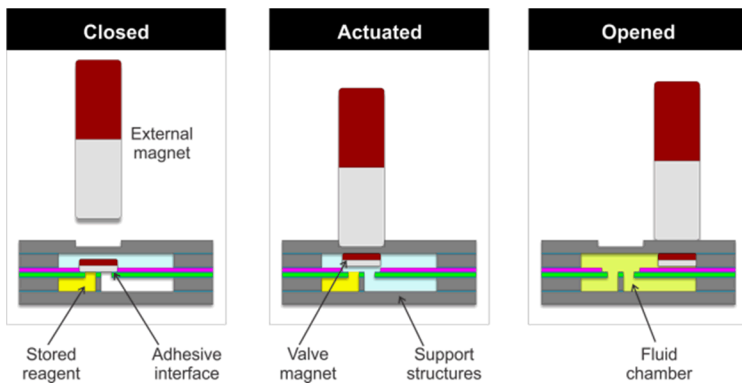 Closed
Actuated
Opened
External
magnet
Stored
reagent
Adhesive
interface
Valve
magnet
Support
structures
Fluid
chamber